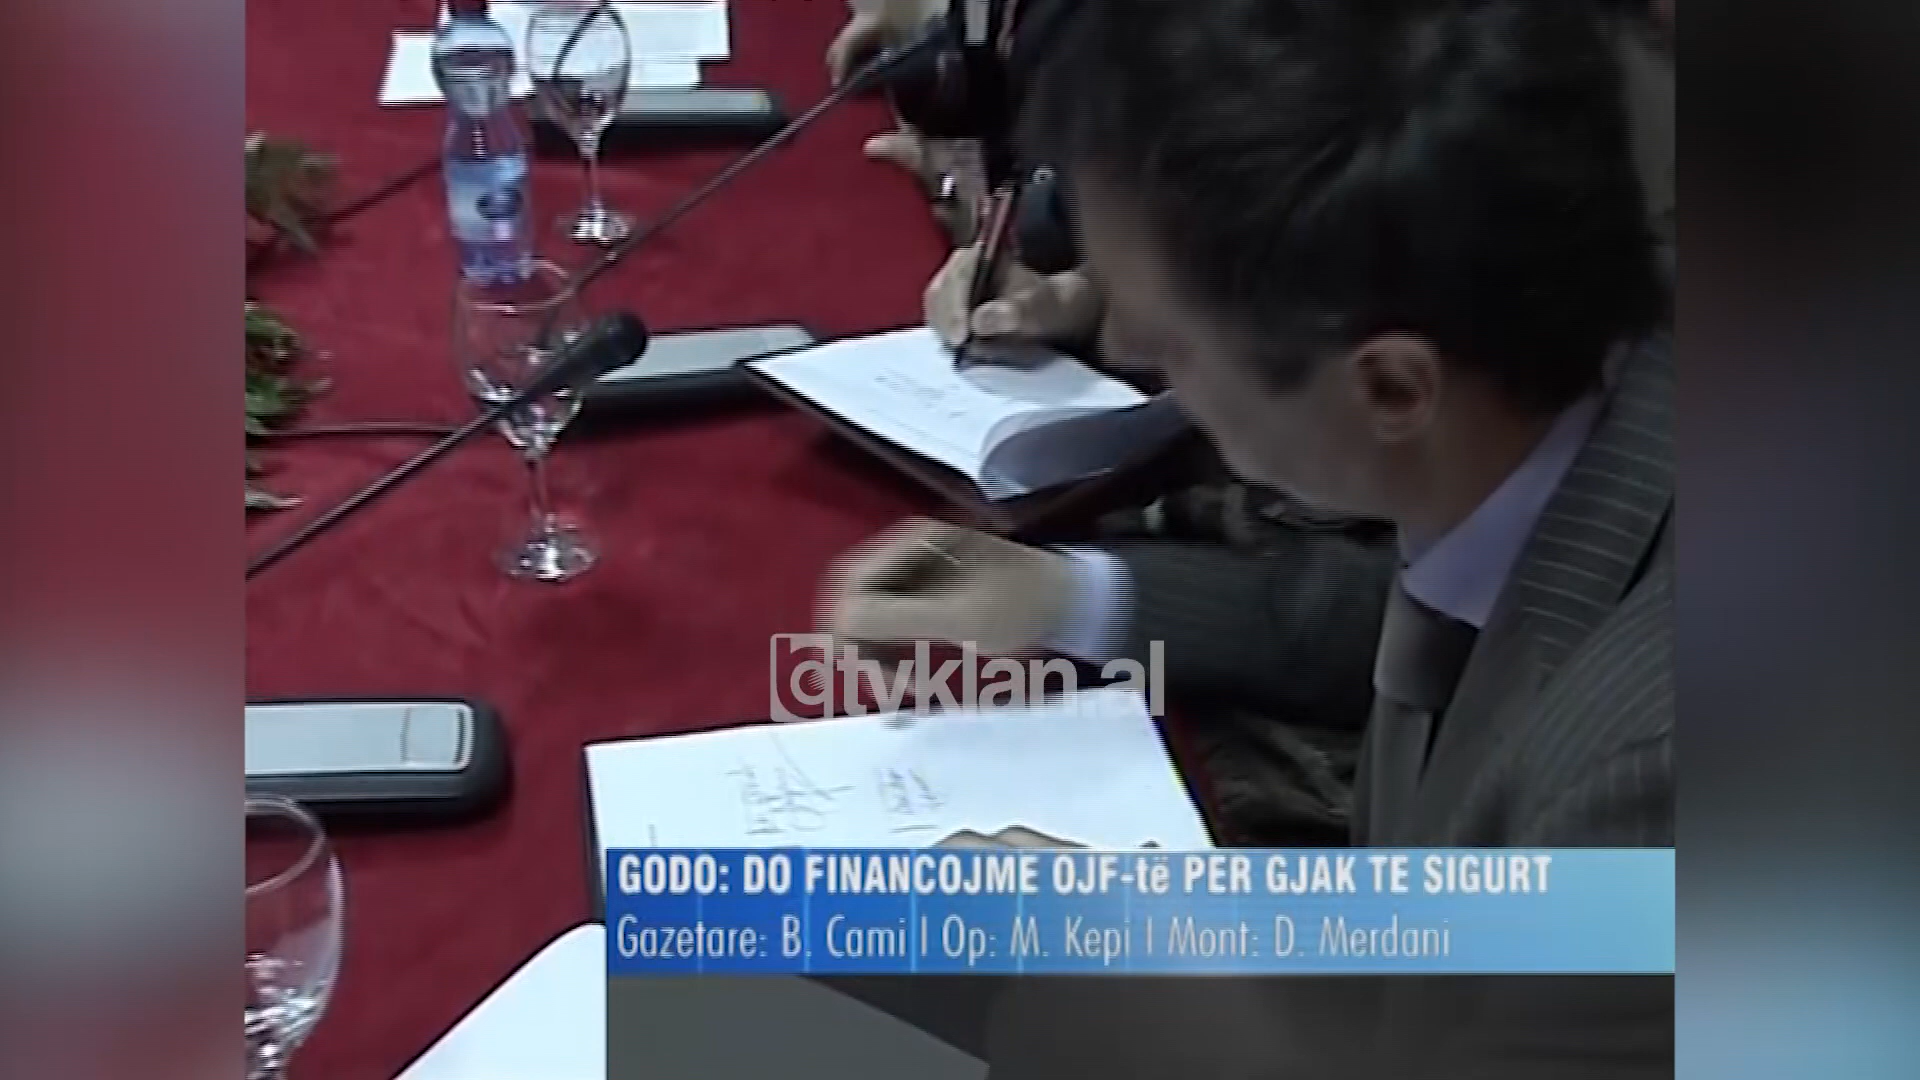 tvklan.al
GODO: DO FINANCOJME OJF-të PER GJAK TE SIGURT
Gazetare: B. Cami | Op: M. Kepi | Mont: D. Merdani